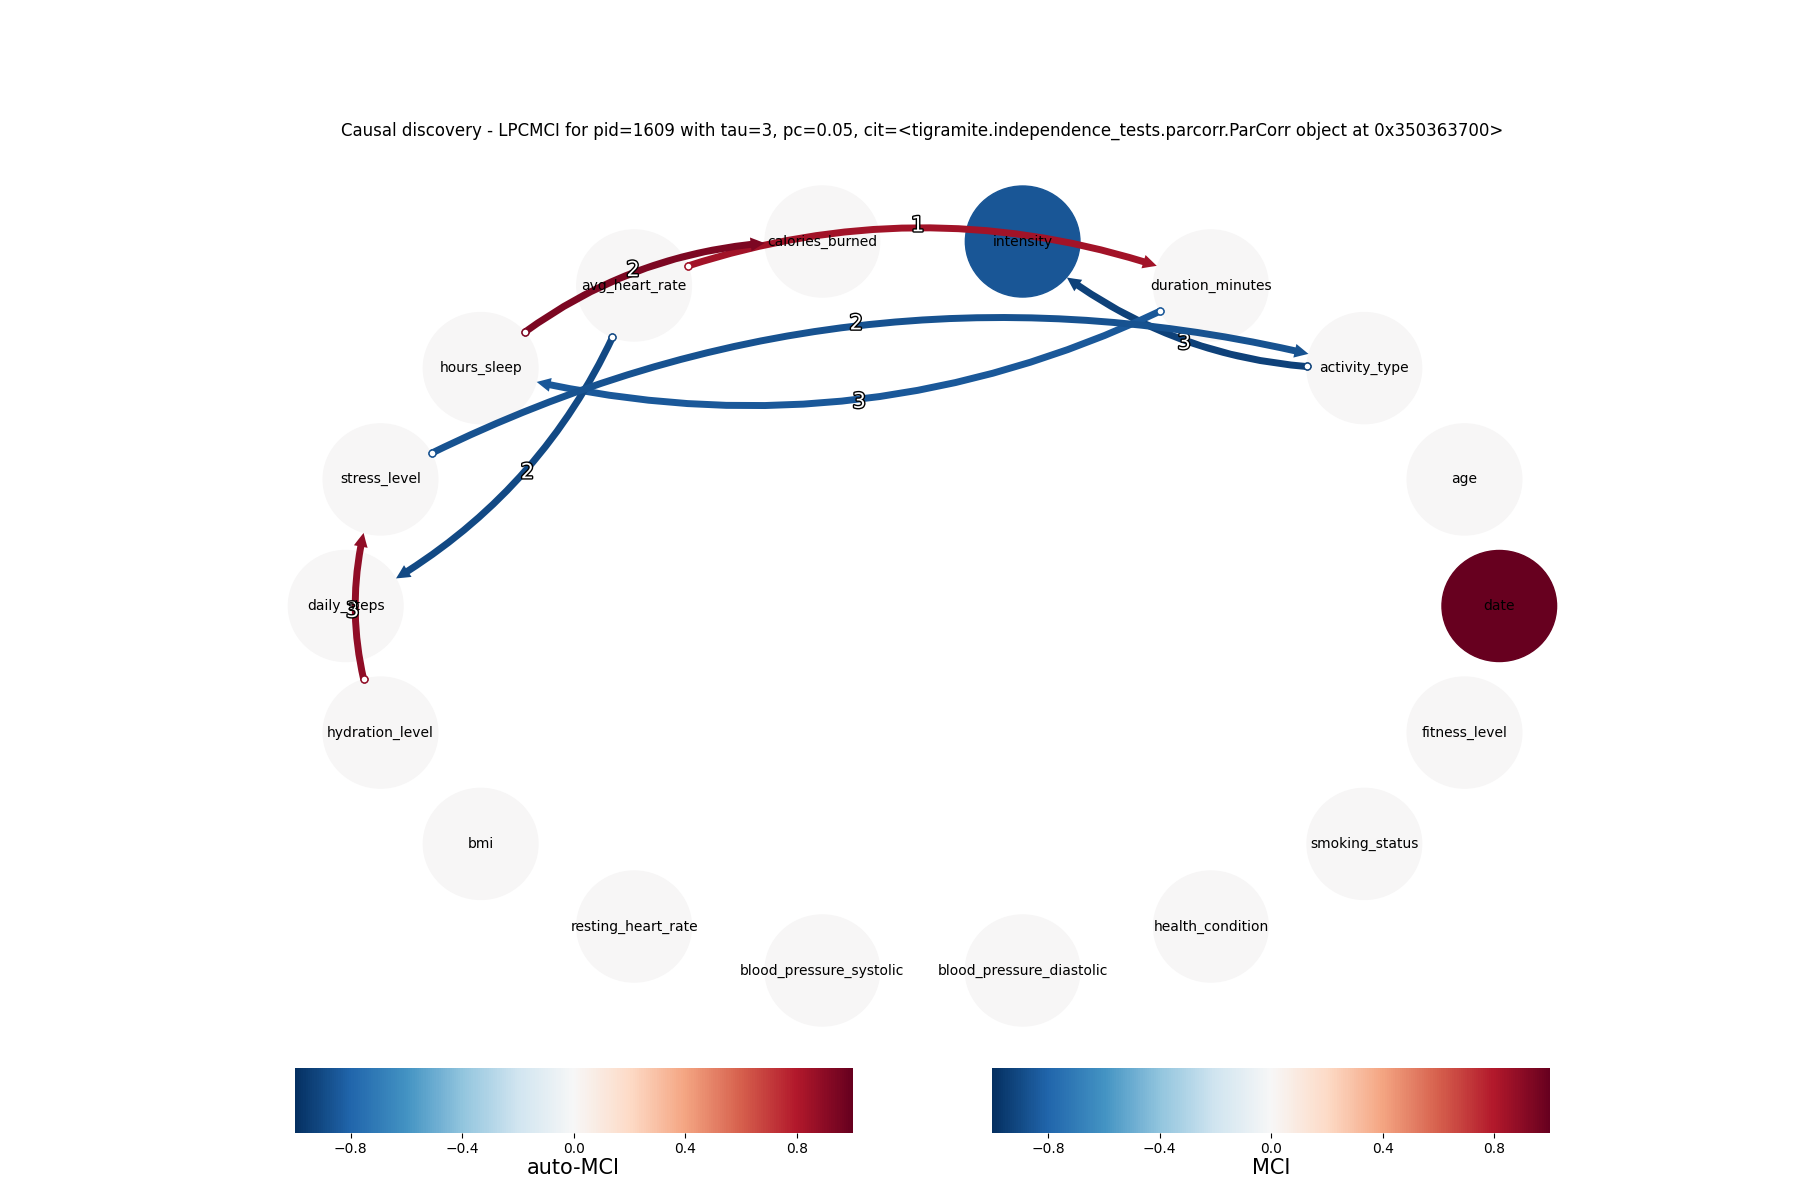 Causal discovery - LPCMCI for pid=1609 with tau=3, pc=0.05, cit=<tigramite.independence_tests.parcorr.ParCorr object at 0x350363700>
1
calories_burned
intensity
2
avg_heart_rate
duration_minutes
2
3
hours_sleep
activity_type
3
2
stress_level
age
daily_steps
3
date
hydration_level
fitness_level
bmi
smoking_status
resting_heart_rate
health_condition
blood_pressure_systolic
blood_pressure_diastolic
−0.8
−0.4
0.0
0.4
0.8
auto-MCI
−0.8
−0.4
0.0
0.4
0.8
MCI